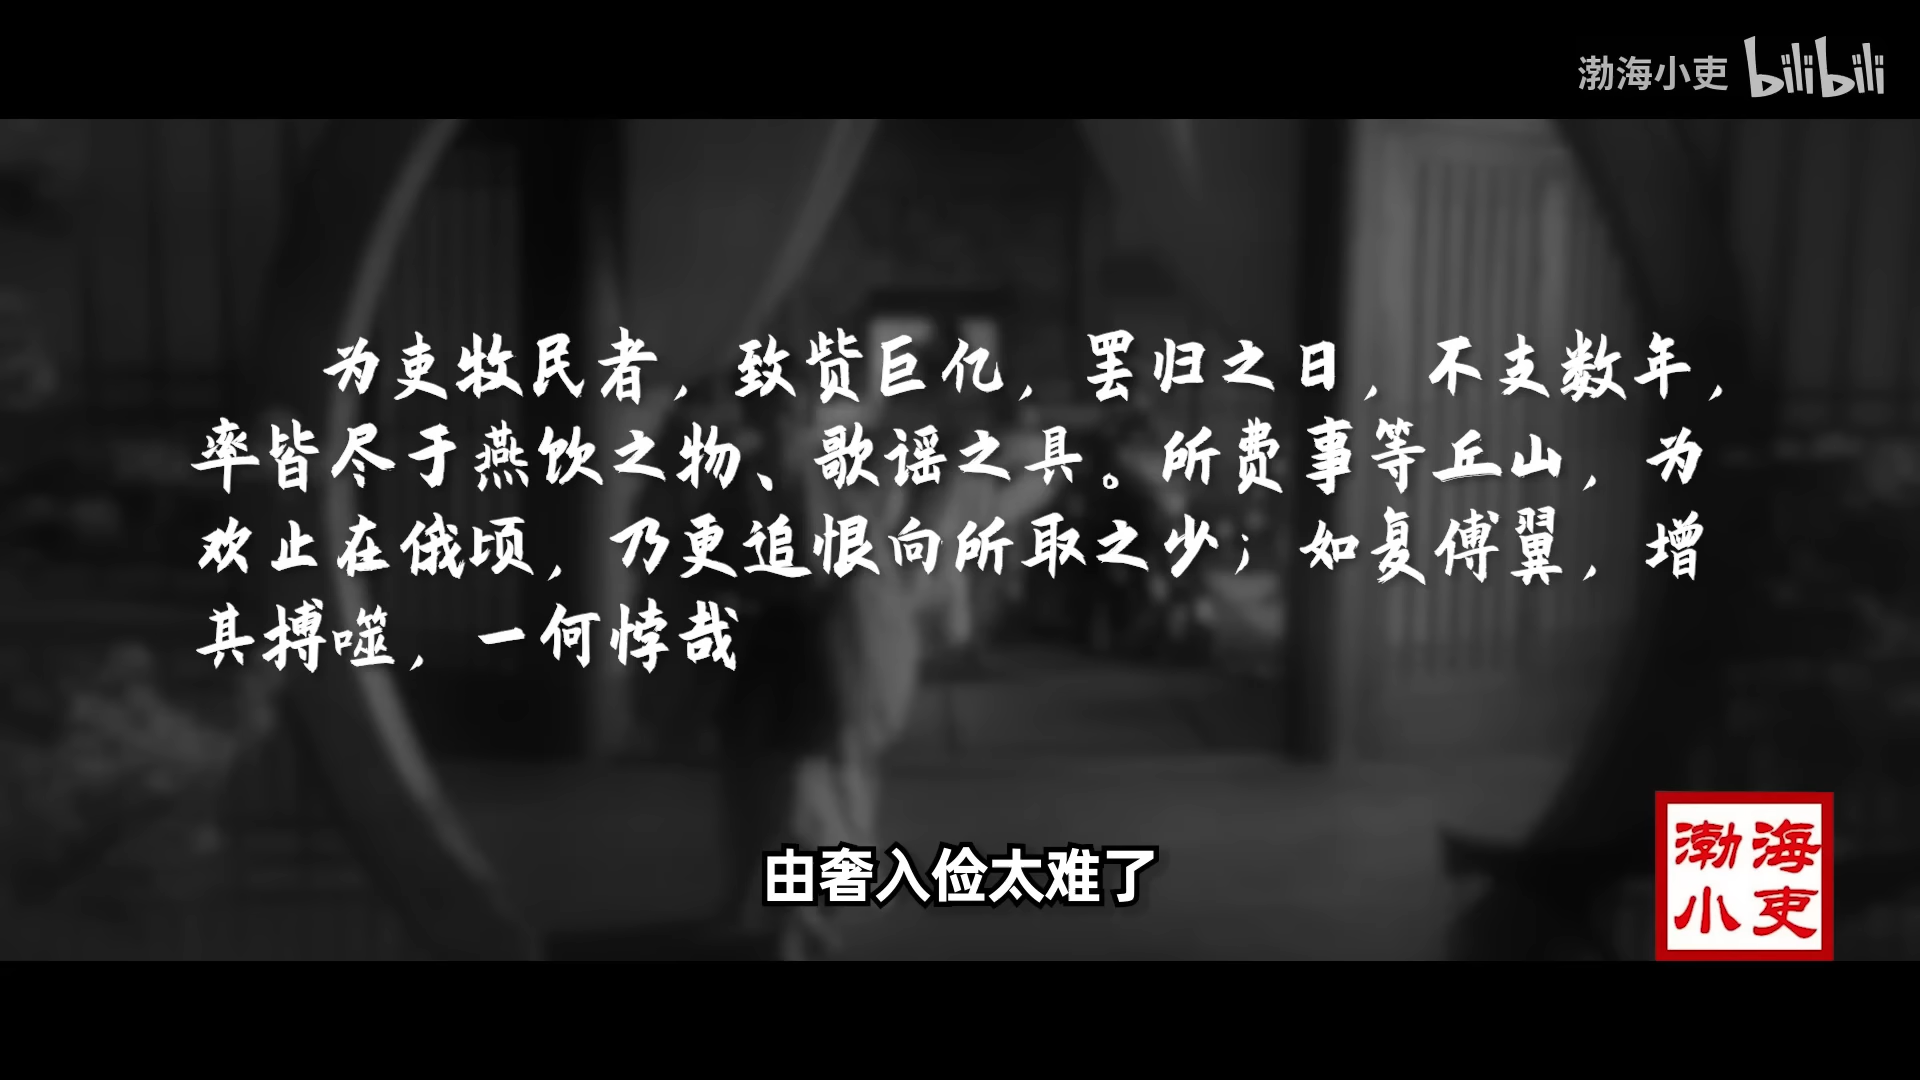 渤海小吏 bilibili
为吏牧民者，致赀巨亿，罢归之日，不支数年，
率皆尽于燕饮之物、歌谣之具。所费事等丘山，为
欢止在俄顷，乃更追恨向所取之少；如复傅翼，增
其搏噬，一何悖哉
由奢入俭太难了
渤海
小吏